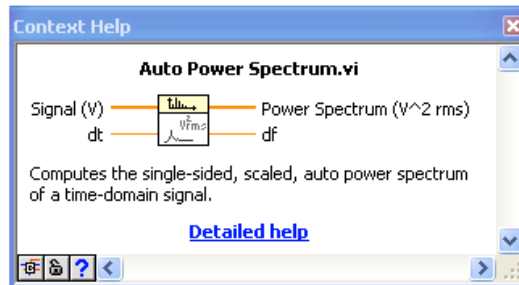 Context Help
Auto Power Spectrum.vi
Signal (V) Power Spectrum (V^2 rms)
dt df
V2rms
Computes the single-sided, scaled, auto power spectrum
of a time-domain signal.
Detailed help
?